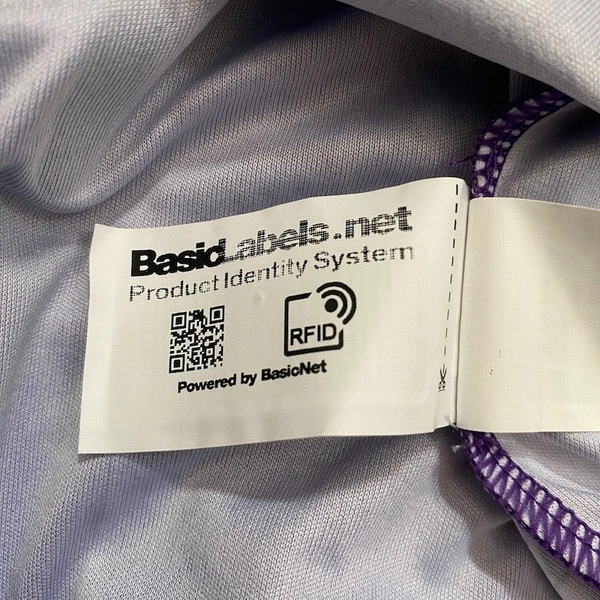 BasicLabels.net
Product Identity System
RFID
Powered by BasicNet